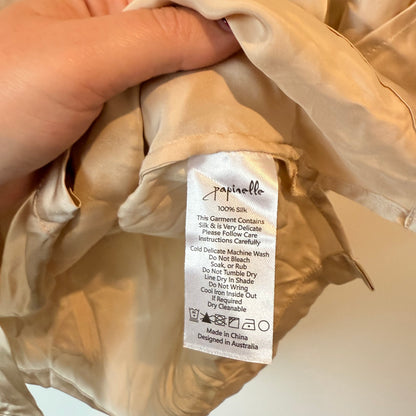 papinelle
100% Silk
This Garment Contains
Silk & is Very Delicate
Please Follow Care
Instructions Carefully
Cold Delicate Machine Wash
Do Not Bleach
Soak, or Rub
Do Not Tumble Dry
Line Dry In Shade
Do Not Wring
Cool Iron Inside Out
If Required
Dry Cleanable
Made in China
Designed in Australia